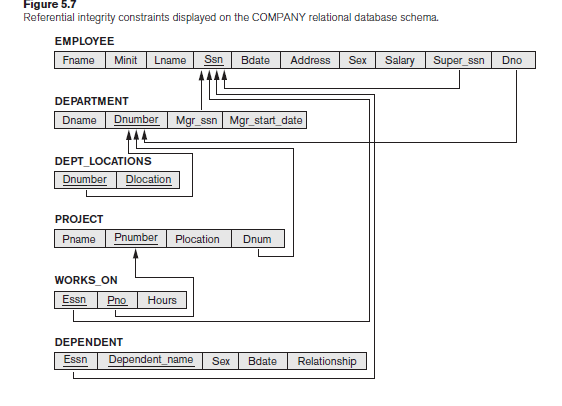 Figure 5.7
Referential integrity constraints displayed on the COMPANY relational database schema.
EMPLOYEE
Fname Minit Lname Ssn Bdate Address Sex Salary Super_ssn Dno
DEPARTMENT
Dname Dnumber Mgr_ssn Mgr_start_date
DEPT_LOCATIONS
Dnumber Dlocation
PROJECT
Pname Pnumber Plocation Dnum
WORKS_ON
Essn Pno Hours
DEPENDENT
Essn Dependent_name Sex Bdate Relationship